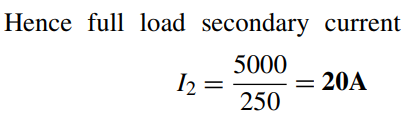 Hence full load secondary current
I₂ = 5000/250 = 20A